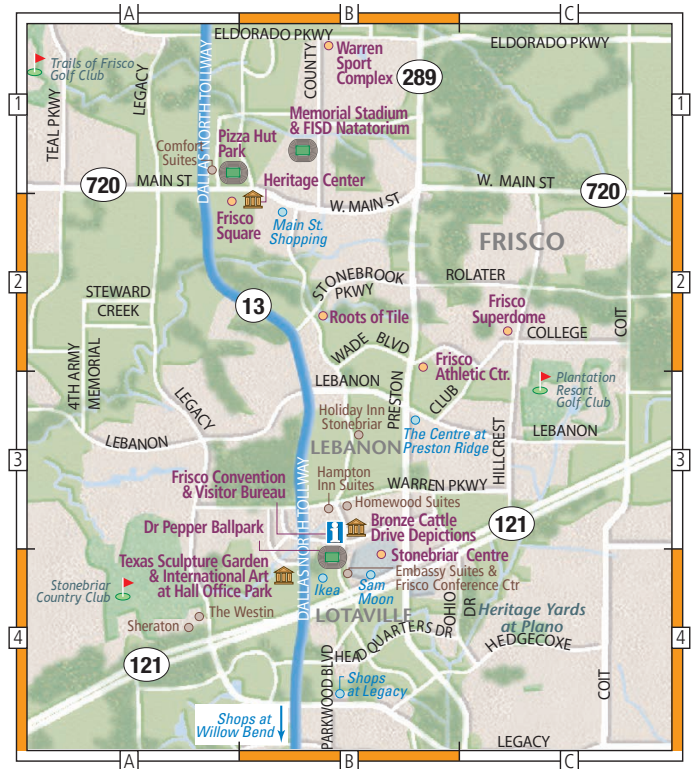 A
B
C
ELDORADO PKWY
ELDORADO PKWY
Warren
Sport
Complex
COUNTY
289
Trails of Frisco
Golf Club
LEGACY
TEAL PKWY
DALLAS NORTH TOLLWAY
1
1
Memorial Stadium
& FISD Natatorium
Pizza Hut
Park
Comfort
Suites
720
MAIN ST
Heritage Center
W. MAIN ST
720
W. MAIN ST
Frisco
Square
Main St.
Shopping
FRISCO
2
2
STONEBROOK
PKWY
ROLATER
STEWARD
CREEK
13
Roots of Tile
Frisco
Superdome
COLLEGE
COIT
WADE BLVD
4TH ARMY
MEMORIAL
Frisco
Athletic Ctr.
LEBANON
PRESTON
CLUB
Plantation
Resort
Golf Club
LEGACY
Holiday Inn
Stonebriar
LEBANON
LEBANON
The Centre at
Preston Ridge
HILLCREST
LEBANON
3
3
Frisco Convention
& Visitor Bureau
Hampton
Inn Suites
WARREN PKWY
DALLAS NORTH TOLLWAY
Homewood Suites
121
Dr Pepper Ballpark
i
Bronze Cattle
Drive Depictions
Stonebriar Centre
Texas Sculpture Garden
& International Art
at Hall Office Park
Embassy Suites &
Frisco Conference Ctr
Stonebriar
Country Club
Ikea
Sam
Moon
OHIO
DR
Heritage Yards
at Plano
The Westin
Sheraton
LOTAVILLE
4
4
HEADQUARTERS DR
HEDGECOXE
121
PARKWOOD BLVD
Shops
at Legacy
COIT
Shops at
Willow Bend
LEGACY
A
B
C